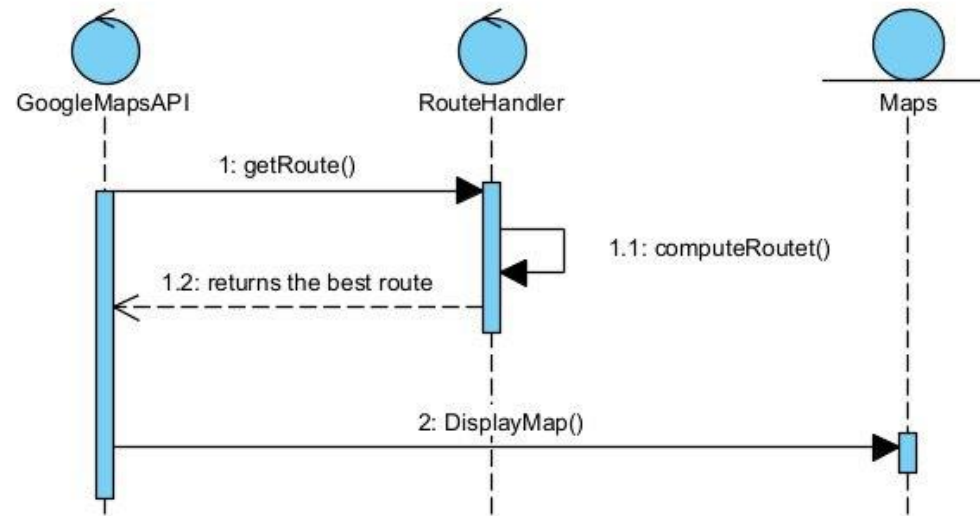 GoogleMapsAPI
RouteHandler
Maps
1: getRoute()
1.1: computeRoutet()
1.2: returns the best route
2: DisplayMap()